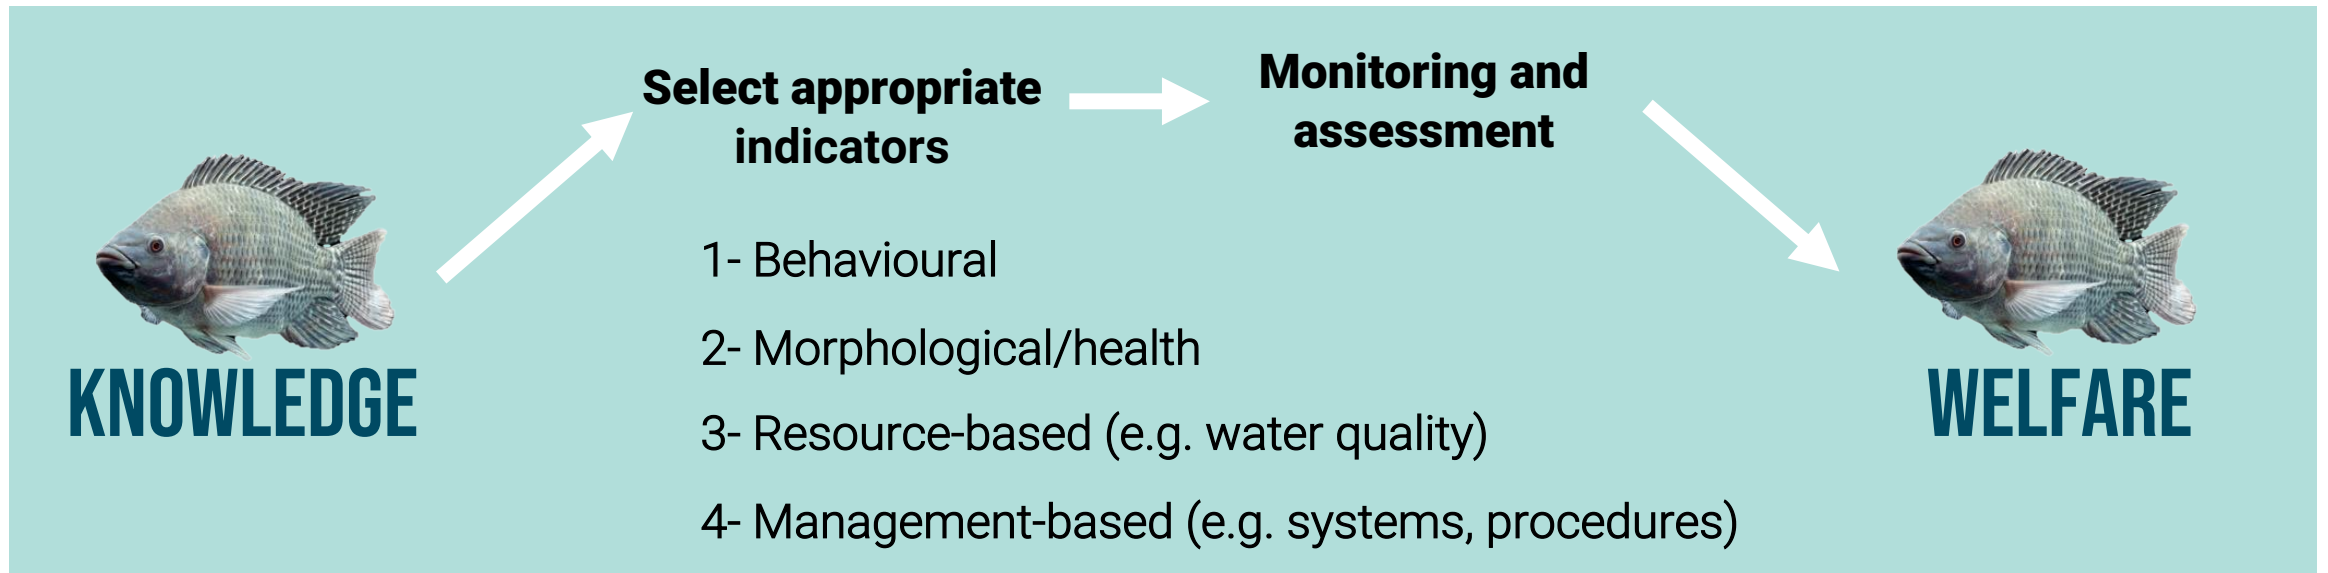 Select appropriate
indicators
Monitoring and
assessment
1- Behavioural
2- Morphological/health
3- Resource-based (e.g. water quality)
4- Management-based (e.g. systems, procedures)
KNOWLEDGE
WELFARE